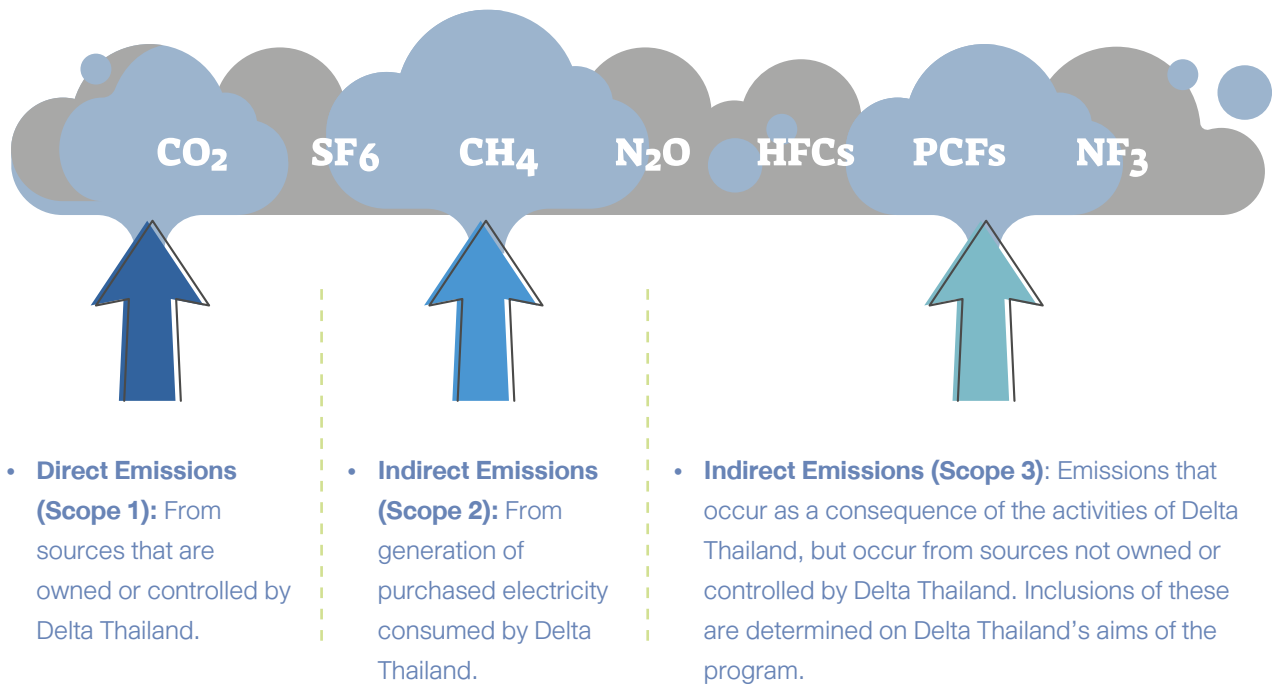 CO₂ SF₆ CH₄ N₂O HFCs PCFs NF₃
• Direct Emissions
(Scope 1): From
sources that are
owned or controlled by
Delta Thailand.
• Indirect Emissions
(Scope 2): From
generation of
purchased electricity
consumed by Delta
Thailand.
• Indirect Emissions (Scope 3): Emissions that
occur as a consequence of the activities of Delta
Thailand, but occur from sources not owned or
controlled by Delta Thailand. Inclusions of these
are determined on Delta Thailand’s aims of the
program.